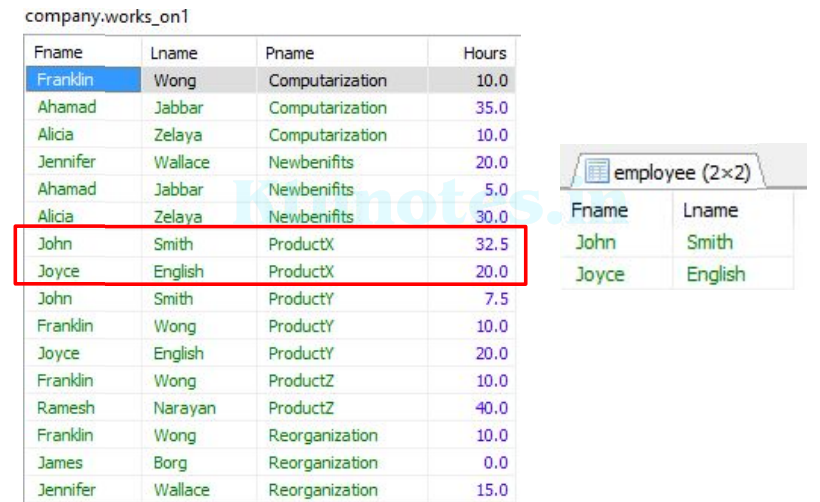 company.works_on1
Fname Lname Pname Hours
Franklin Wong Computarization 10.0
Ahamad Jabbar Computarization 35.0
Alicia Zelaya Computarization 10.0
Jennifer Wallace Newbenifits 20.0
Ahamad Jabbar Newbenifits 5.0
Alicia Zelaya Newbenifits 30.0
John Smith ProductX 32.5
Joyce English ProductX 20.0
John Smith ProductY 7.5
Franklin Wong ProductY 10.0
Joyce English ProductY 20.0
Franklin Wong ProductZ 10.0
Ramesh Narayan ProductZ 40.0
Franklin Wong Reorganization 10.0
James Borg Reorganization 0.0
Jennifer Wallace Reorganization 15.0
employee (2×2)
Fname Lname
John Smith
Joyce English
Ktunotes.in